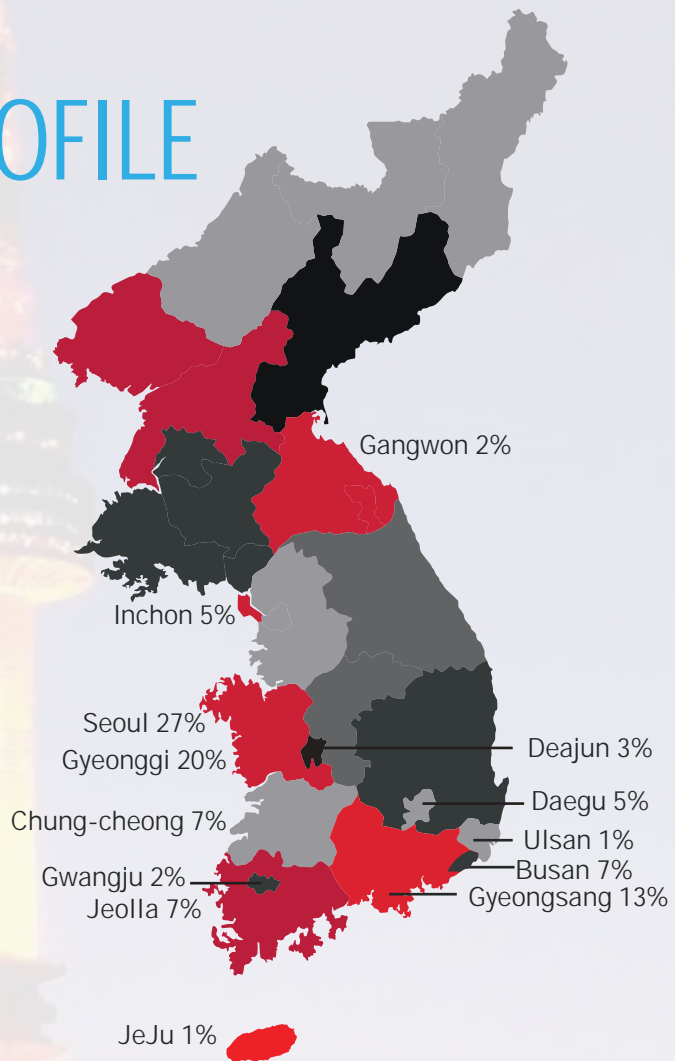 OFILE
Gangwon 2%
Inchon 5%
Seoul 27%
Gyeonggi 20%
Deajun 3%
Daegu 5%
Chung-cheong 7%
Ulsan 1%
Busan 7%
Gwangju 2%
Gyeongsang 13%
Jeolla 7%
JeJu 1%